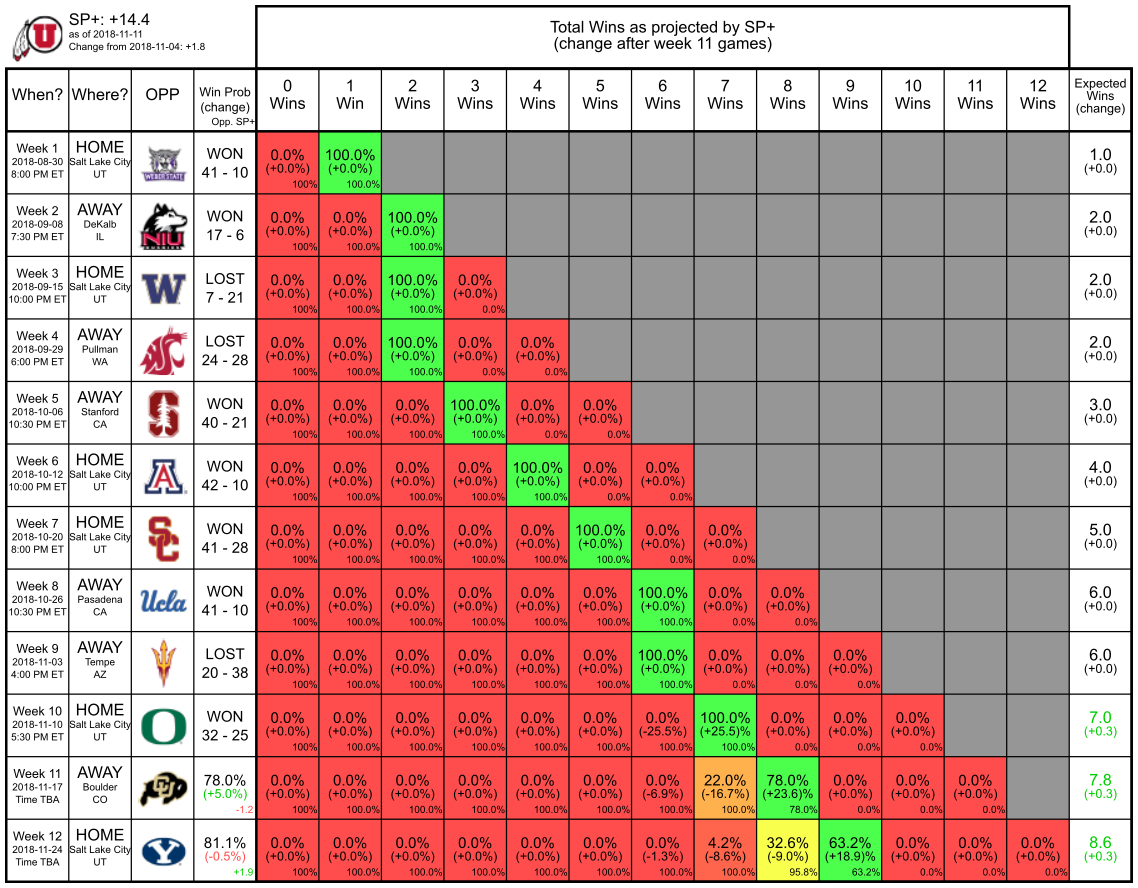 SP+: +14.4
as of 2018-11-11
Change from 2018-11-04: +1.8
Total Wins as projected by SP+
(change after week 11 games)
When? Where? OPP Win Prob (change) Opp. SP+ 0 Wins 1 Win 2 Wins 3 Wins 4 Wins 5 Wins 6 Wins 7 Wins 8 Wins 9 Wins 10 Wins 11 Wins 12 Wins Expected Wins (change)
Week 1 HOME WON 0.0% 100.0% 1.0
2018-08-30 Salt Lake City WEBER STATE 41 - 10 (+0.0%) (+0.0%) (+0.0)
8:00 PM ET UT 100% 100.0%
Week 2 AWAY WON 0.0% 0.0% 100.0% 2.0
2018-09-08 DeKalb NIU HUSKIES 17 - 6 (+0.0%) (+0.0%) (+0.0%) (+0.0)
7:30 PM ET IL 100% 100.0% 100.0%
Week 3 HOME LOST 0.0% 0.0% 100.0% 0.0% 2.0
2018-09-15 Salt Lake City W 7 - 21 (+0.0%) (+0.0%) (+0.0%) (+0.0%) (+0.0)
10:00 PM ET UT 100% 100.0% 100.0% 0.0%
Week 4 AWAY LOST 0.0% 0.0% 100.0% 0.0% 0.0% 2.0
2018-09-29 Pullman 24 - 28 (+0.0%) (+0.0%) (+0.0%) (+0.0%) (+0.0%) (+0.0)
6:00 PM ET WA 100% 100.0% 100.0% 0.0% 0.0%
Week 5 AWAY WON 0.0% 0.0% 0.0% 100.0% 0.0% 0.0% 3.0
2018-10-06 Stanford S 40 - 21 (+0.0%) (+0.0%) (+0.0%) (+0.0%) (+0.0%) (+0.0%) (+0.0)
10:30 PM ET CA 100% 100.0% 100.0% 100.0% 0.0% 0.0%
Week 6 HOME WON 0.0% 0.0% 0.0% 0.0% 100.0% 0.0% 0.0% 4.0
2018-10-12 Salt Lake City A 42 - 10 (+0.0%) (+0.0%) (+0.0%) (+0.0%) (+0.0%) (+0.0%) (+0.0%) (+0.0)
10:00 PM ET UT 100% 100.0% 100.0% 100.0% 100.0% 0.0% 0.0%
Week 7 HOME WON 0.0% 0.0% 0.0% 0.0% 0.0% 100.0% 0.0% 0.0% 5.0
2018-10-20 Salt Lake City SC 41 - 28 (+0.0%) (+0.0%) (+0.0%) (+0.0%) (+0.0%) (+0.0%) (+0.0%) (+0.0%) (+0.0)
8:00 PM ET UT 100% 100.0% 100.0% 100.0% 100.0% 100.0% 0.0% 0.0%
Week 8 AWAY WON 0.0% 0.0% 0.0% 0.0% 0.0% 0.0% 100.0% 0.0% 0.0% 6.0
2018-10-26 Pasadena Ucla 41 - 10 (+0.0%) (+0.0%) (+0.0%) (+0.0%) (+0.0%) (+0.0%) (+0.0%) (+0.0%) (+0.0%) (+0.0)
10:30 PM ET CA 100% 100.0% 100.0% 100.0% 100.0% 100.0% 100.0% 0.0% 0.0%
Week 9 AWAY LOST 0.0% 0.0% 0.0% 0.0% 0.0% 0.0% 100.0% 0.0% 0.0% 0.0% 6.0
2018-11-03 Tempe 20 - 38 (+0.0%) (+0.0%) (+0.0%) (+0.0%) (+0.0%) (+0.0%) (+0.0%) (+0.0%) (+0.0%) (+0.0%) (+0.0)
4:00 PM ET AZ 100% 100.0% 100.0% 100.0% 100.0% 100.0% 100.0% 0.0% 0.0% 0.0%
Week 10 HOME WON 0.0% 0.0% 0.0% 0.0% 0.0% 0.0% 0.0% 100.0% 0.0% 0.0% 0.0% 7.0
2018-11-10 Salt Lake City O 32 - 25 (+0.0%) (+0.0%) (+0.0%) (+0.0%) (+0.0%) (+0.0%) (-25.5%) (+25.5)% (+0.0%) (+0.0%) (+0.0%) (+0.3)
5:30 PM ET UT 100% 100.0% 100.0% 100.0% 100.0% 100.0% 100.0% 100.0% 0.0% 0.0% 0.0%
Week 11 AWAY 78.0% 0.0% 0.0% 0.0% 0.0% 0.0% 0.0% 0.0% 22.0% 78.0% 0.0% 0.0% 0.0% 7.8
2018-11-17 Boulder CU (+5.0%) (+0.0%) (+0.0%) (+0.0%) (+0.0%) (+0.0%) (+0.0%) (-6.9%) (-16.7%) (+23.6)% (+0.0%) (+0.0%) (+0.0%) (+0.3)
Time TBA CO -1.2 100% 100.0% 100.0% 100.0% 100.0% 100.0% 100.0% 100.0% 78.0% 0.0% 0.0% 0.0%
Week 12 HOME 81.1% 0.0% 0.0% 0.0% 0.0% 0.0% 0.0% 0.0% 4.2% 32.6% 63.2% 0.0% 0.0% 0.0% 8.6
2018-11-24 Salt Lake City Y (-0.5%) (+0.0%) (+0.0%) (+0.0%) (+0.0%) (+0.0%) (+0.0%) (-1.3%) (-8.6%) (-9.0%) (+18.9)% (+0.0%) (+0.0%) (+0.0%) (+0.3)
Time TBA UT +1.9 100% 100.0% 100.0% 100.0% 100.0% 100.0% 100.0% 100.0% 95.8% 63.2% 0.0% 0.0% 0.0%